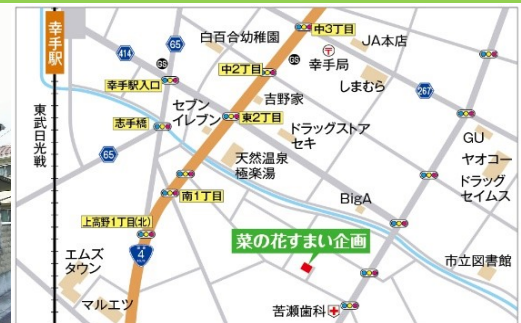 幸手駅
東武日光戦
414
65
GS
白百合幼稚園
中3丁目
JA本店
幸手局
GS
中2丁目
しまむら
267
幸手駅入口
吉野家
セブン
イレブン
東2丁目
志手橋
ドラッグストア
セキ
65
天然温泉
極楽湯
GU
ヤオコー
ドラッグ
セイムス
南1丁目
BigA
上高野1丁目(北)
4
菜の花すまい企画
エムズ
タウン
市立図書館
マルエツ
苦瀬歯科